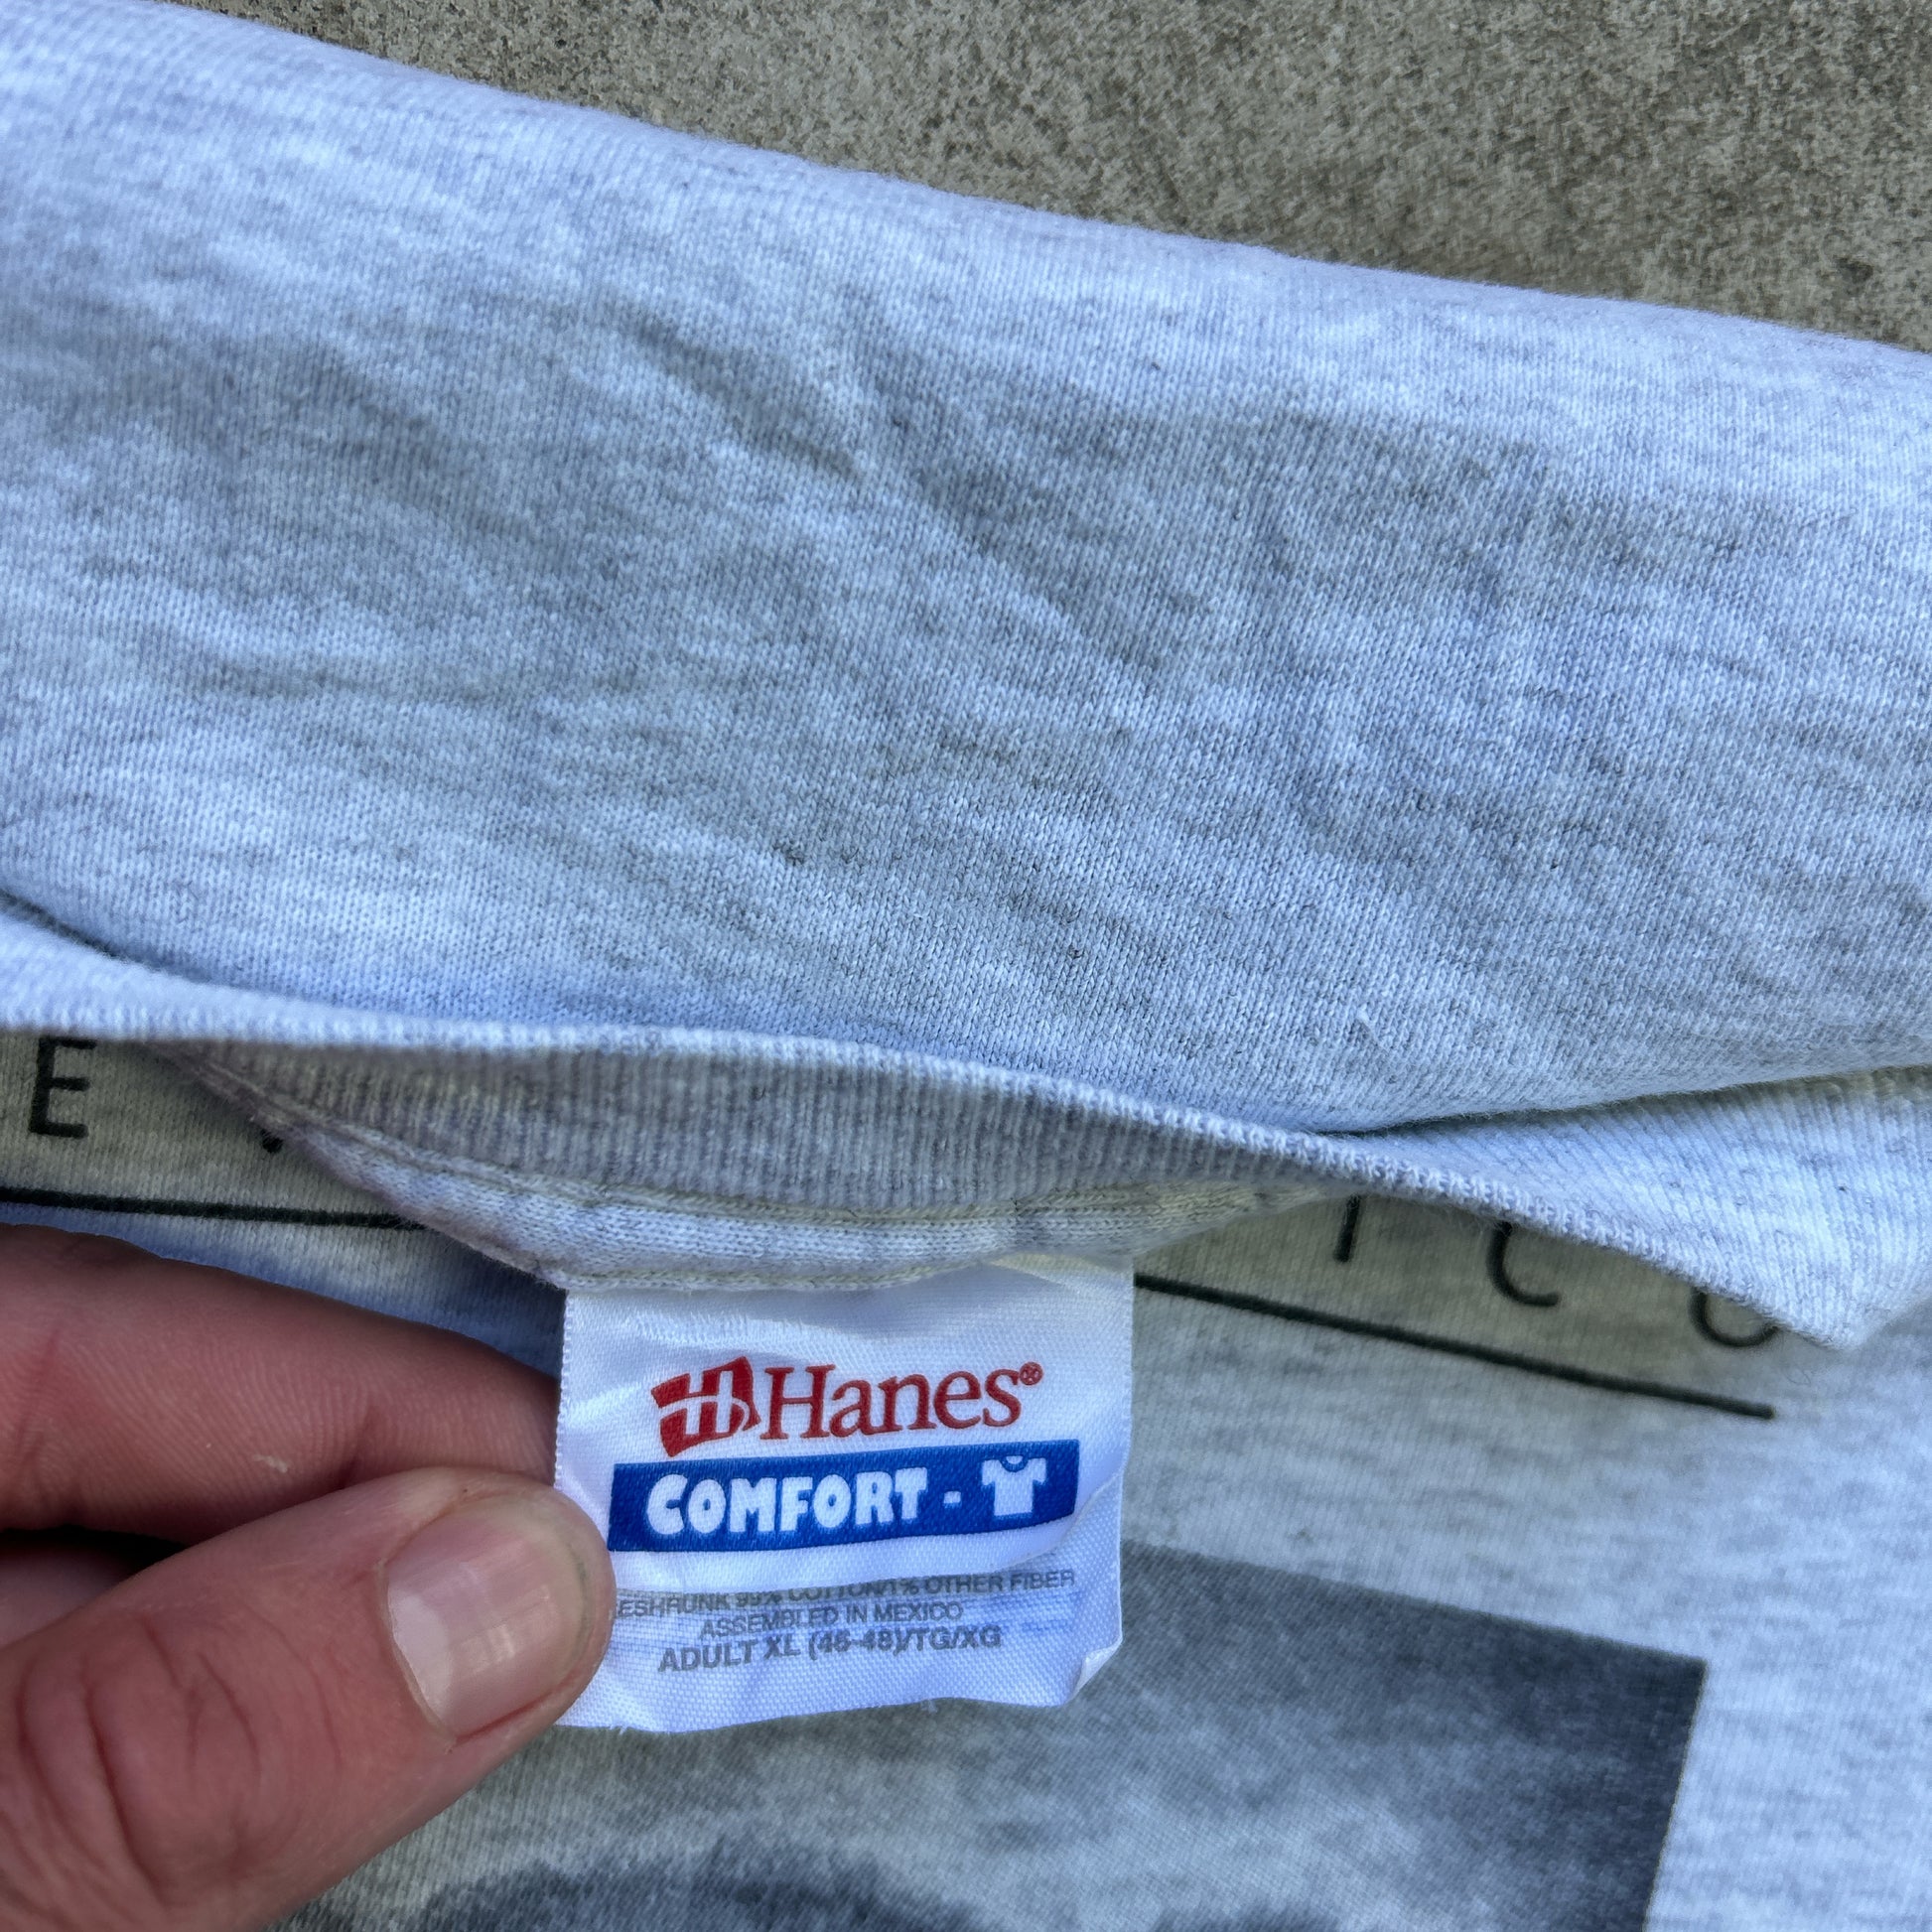 E
I C O
Hanes®
COMFORT -
ESHRUNK 99% COTTON/1% OTHER FIBER
ASSEMBLED IN MEXICO
ADULT XL (46-48)/TG/XG